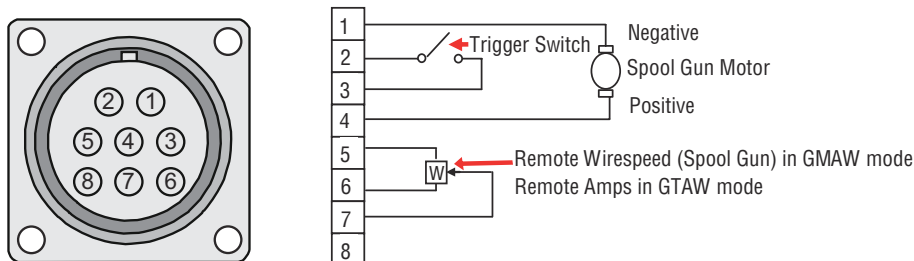 2 1
5 4 3
8 7 6
1
2
3
4
5
6
7
8
Trigger Switch
Negative
Spool Gun Motor
Positive
W
Remote Wirespeed (Spool Gun) in GMAW mode
Remote Amps in GTAW mode